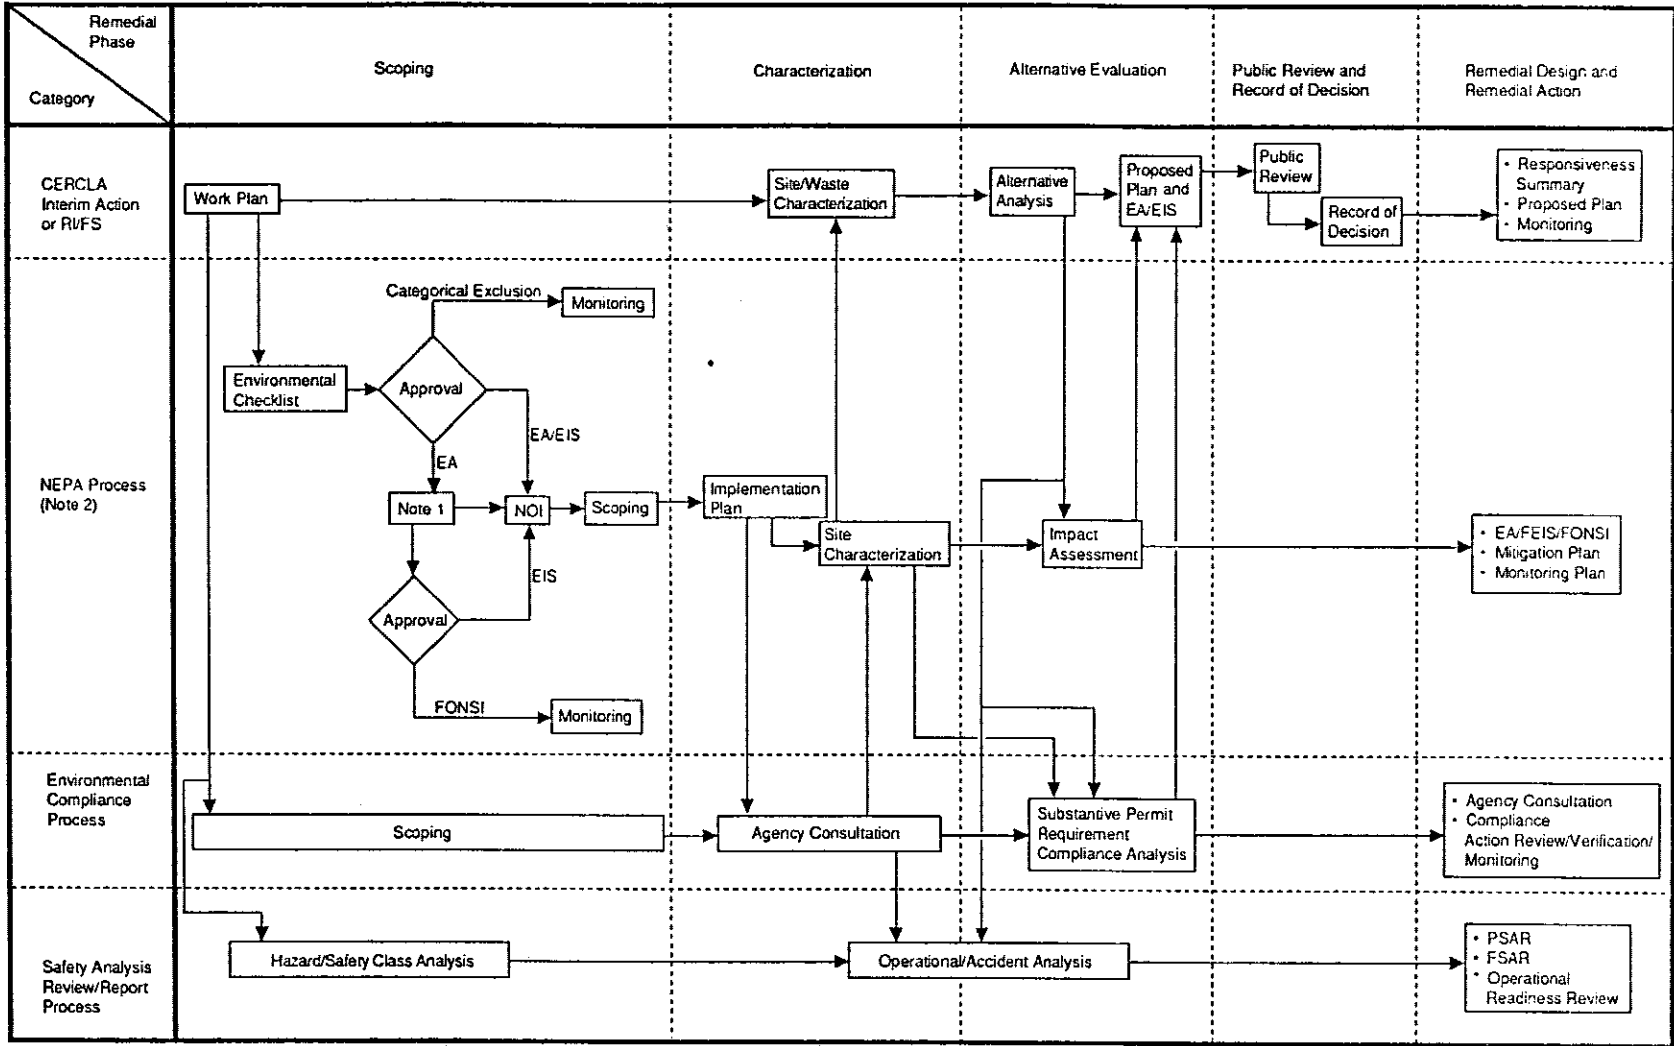 Remedial
Phase
Category
Scoping
Characterization
Alternative Evaluation
Public Review and
Record of Decision
Remedial Design and
Remedial Action
CERCLA
Interim Action
or RI/FS
Work Plan
Site/Waste
Characterization
Alternative
Analysis
Proposed
Plan and
EA/EIS
Public
Review
Record of
Decision
• Responsiveness
Summary
• Proposed Plan
• Monitoring
NEPA Process
(Note 2)
Categorical Exclusion
Monitoring
Environmental
Checklist
Approval
EA/EIS
EA
Note 1
NOI
Scoping
EIS
Approval
FONSI
Monitoring
Implementation
Plan
Site
Characterization
Impact
Assessment
• EA/FEIS/FONSI
• Mitigation Plan
• Monitoring Plan
Environmental
Compliance
Process
Scoping
Agency Consultation
Substantive Permit
Requirement
Compliance Analysis
• Agency Consultation
• Compliance
Action Review/Verification/
Monitoring
Safety Analysis
Review/Report
Process
Hazard/Safety Class Analysis
Operational/Accident Analysis
• PSAR
• FSAR
• Operational
Readiness Review